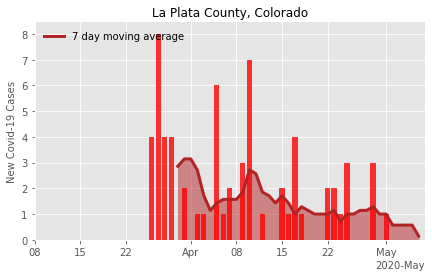 La Plata County, Colorado
7 day moving average
New Covid-19 Cases
8
7
6
5
4
3
2
1
0
08 15 22 Apr 08 15 22 May
2020-May